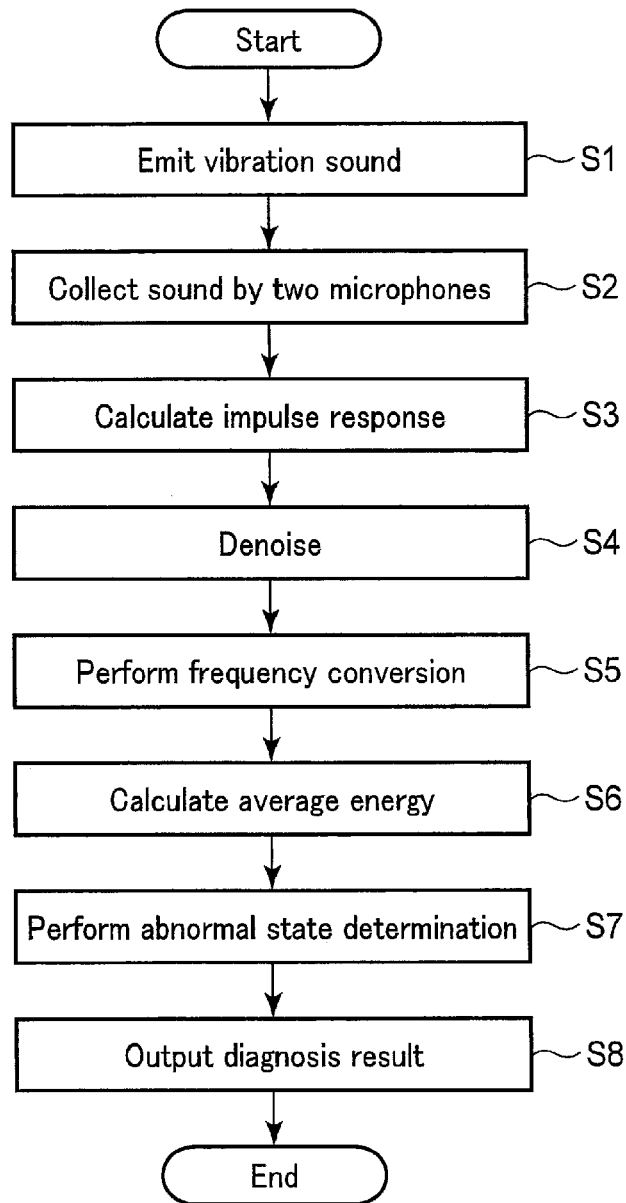 Start
Emit vibration sound
S1
Collect sound by two microphones
S2
Calculate impulse response
S3
Denoise
S4
Perform frequency conversion
S5
Calculate average energy
S6
Perform abnormal state determination
S7
Output diagnosis result
S8
End